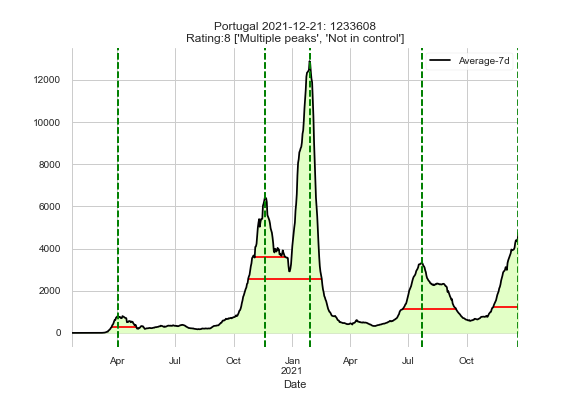 Portugal 2021-12-21: 1233608
Rating:8 ['Multiple peaks', 'Not in control']
Average-7d
12000
10000
8000
6000
4000
2000
0
Apr Jul Oct Jan Apr Jul Oct
2021
Date